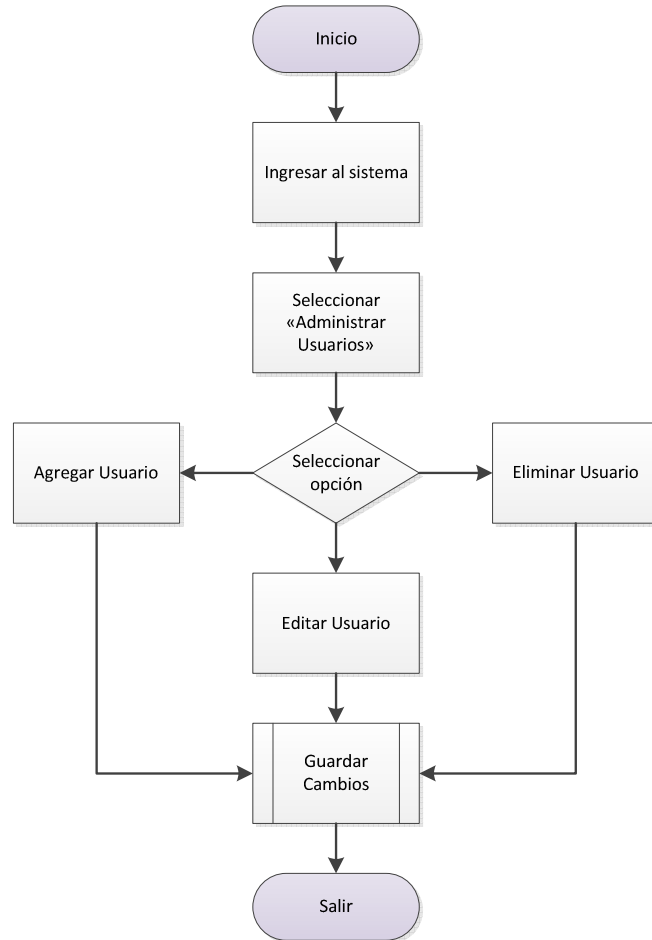 Inicio
Ingresar al sistema
Seleccionar
«Administrar
Usuarios»
Agregar Usuario
Seleccionar
opción
Eliminar Usuario
Editar Usuario
Guardar
Cambios
Salir